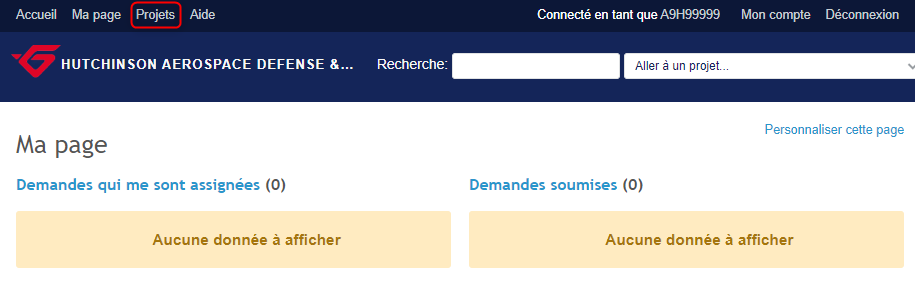 Accueil Ma page Projets Aide Connecté en tant que A9H99999 Mon compte Déconnexion
HUTCHINSON AEROSPACE DEFENSE &... Recherche: Aller à un projet...
Personnaliser cette page
Ma page
Demandes qui me sont assignées (0) Demandes soumises (0)
Aucune donnée à afficher Aucune donnée à afficher